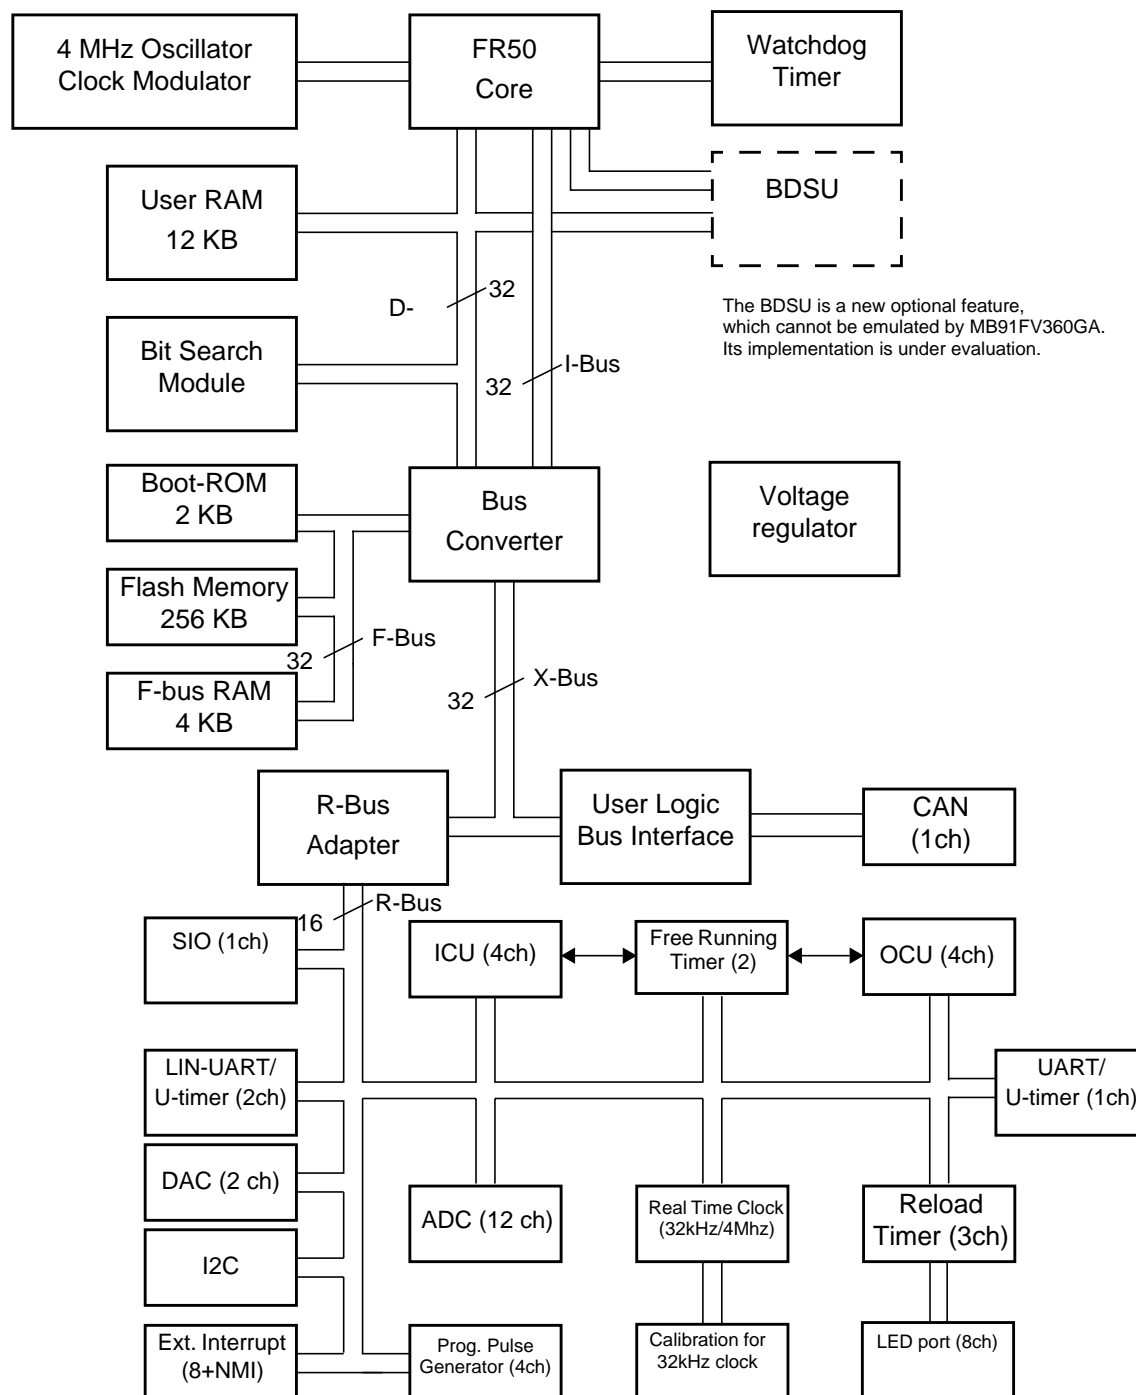 4 MHz Oscillator
Clock Modulator
FR50
Core
Watchdog
Timer
User RAM
12 KB
BDSU
D-
32
The BDSU is a new optional feature,
which cannot be emulated by MB91FV360GA.
Its implementation is under evaluation.
Bit Search
Module
32
I-Bus
Boot-ROM
2 KB
Bus
Converter
Voltage
regulator
Flash Memory
256 KB
F-Bus
32
F-bus RAM
4 KB
X-Bus
32
R-Bus
Adapter
User Logic
Bus Interface
CAN
(1ch)
R-Bus
16
SIO (1ch)
ICU (4ch)
Free Running
Timer (2)
OCU (4ch)
LIN-UART/
U-timer (2ch)
UART/
U-timer (1ch)
DAC (2 ch)
ADC (12 ch)
Real Time Clock
(32kHz/4Mhz)
Reload
Timer (3ch)
I2C
Ext. Interrupt
(8+NMI)
Prog. Pulse
Generator (4ch)
Calibration for
32kHz clock
LED port (8ch)